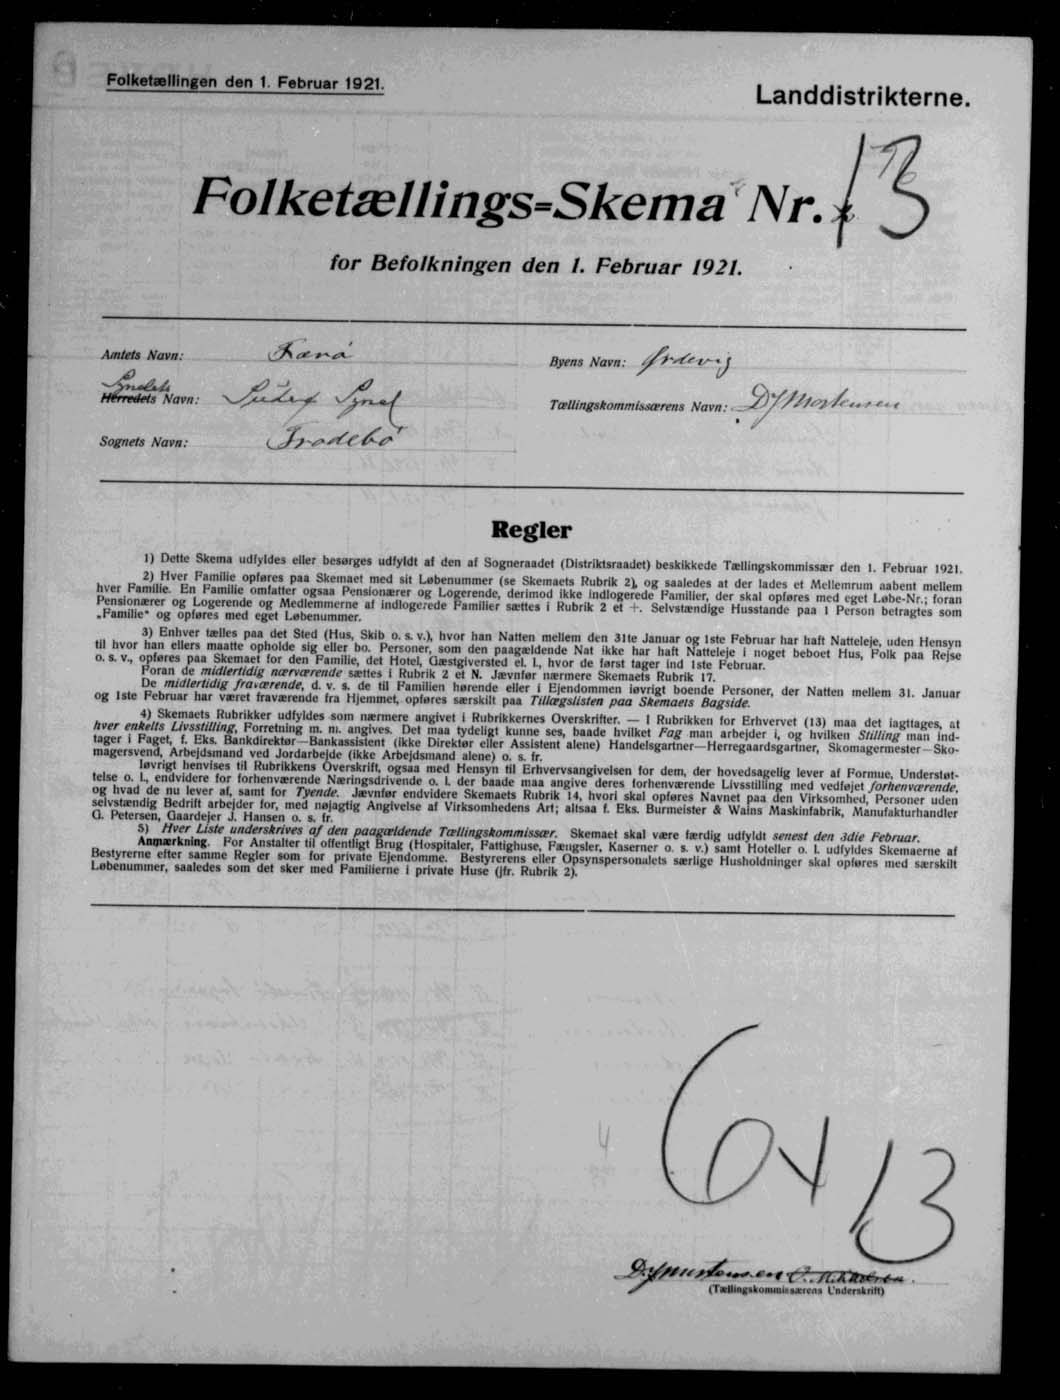 Folketællingen den 1. Februar 1921.
Landdistrikterne.
Folketællings=Skema Nr. 13
for Befolkningen den 1. Februar 1921.
Amtets Navn: Færø
Byens Navn: Ørdevig
Syslets
Herredets Navn: Suderø Syssel
Tællingskommissærens Navn: DJMortensen
Sognets Navn: Frodebø
Regler
1) Dette Skema udfyldes eller besørges udfyldt af den af Sogneraadet (Distriktsraadet) beskikkede Tællingskommissær den 1. Februar 1921.
2) Hver Familie opføres paa Skemaet med sit Løbenummer (se Skemaets Rubrik 2), og saaledes at der lades et Mellemrum aabent mellem
hver Familie. En Familie omfatter ogsaa Pensionærer og Logerende, derimod ikke indlogerede Familier, der skal opføres med eget Løbe-Nr.; foran
Pensionærer og Logerende og Medlemmerne af indlogerede Familier sættes i Rubrik 2 et +. Selvstændige Husstande paa 1 Person betragtes som
„Familie“ og opføres med eget Løbenummer.
3) Enhver tælles paa det Sted (Hus, Skib o. s. v.), hvor han Natten mellem den 31te Januar og 1ste Februar har haft Natteleje, uden Hensyn
til hvor han ellers maatte opholde sig eller bo. Personer, som den paagældende Nat ikke har haft Natteleje i noget beboet Hus, Folk paa Rejse
o. s. v., opføres paa Skemaet for den Familie, det Hotel, Gæstgiversted el. l., hvor de først tager ind 1ste Februar.
Foran de midlertidig nærværende sættes i Rubrik 2 et N. Jævnfør nærmere Skemaets Rubrik 17.
De midlertidig fraværende, d. v. s. de til Familien hørende eller i Ejendommen iøvrigt boende Personer, der Natten mellem 31. Januar
og 1ste Februar har været fraværende fra Hjemmet, opføres særskilt paa Tillægslisten paa Skemaets Bagside.
4) Skemaets Rubrikker udfyldes som nærmere angivet i Rubrikkernes Overskrifter. — I Rubrikken for Erhvervet (13) maa det iagttages, at
hver enkelts Livsstilling, Forretning m. m. angives. Det maa tydeligt kunne ses, baade hvilket Fag man arbejder i, og hvilken Stilling man ind-
tager i Faget, f. Eks. Bankdirektør—Bankassistent (ikke Direktør eller Assistent alene) Handelsgartner—Herregaardsgartner, Skomagermester—Sko-
magersvend, Arbejdsmand ved Jordarbejde (ikke Arbejdsmand alene) o. s. fr.
Iøvrigt henvises til Rubrikkens Overskrift, ogsaa med Hensyn til Erhvervsangivelsen for dem, der hovedsagelig lever af Formue, Understøt-
telse o. l., endvidere for forhenværende Næringsdrivende o. l. der baade maa angive deres forhenværende Livsstilling med vedføjet forhenværende,
og hvad de nu lever af, samt for Tyende. Jævnfør endvidere Skemaets Rubrik 14, hvori skal opføres Navnet paa den Virksomhed, Personer uden
selvstændig Bedrift arbejder for, med nøjagtig Angivelse af Virksomhedens Art; altsaa f. Eks. Burmeister & Wains Maskinfabrik, Manufakturhandler
G. Petersen, Gaardejer J. Hansen o. s. fr.
5) Hver Liste underskrives af den paagældende Tællingskommissær. Skemaet skal være færdig udfyldt senest den 3die Februar.
Anmærkning. For Anstalter til offentligt Brug (Hospitaler, Fattighuse, Fængsler, Kaserner o. s. v.) samt Hoteller o. l. udfyldes Skemaerne af
Bestyrerne efter samme Regler som for private Ejendomme. Bestyrerens eller Opsynspersonalets særlige Husholdninger skal opføres med særskilt
Løbenummer, saaledes som det sker med Familierne i private Huse (jfr. Rubrik 2).
6 13
DJMortensen
(Tællingskommissærens Underskrift)